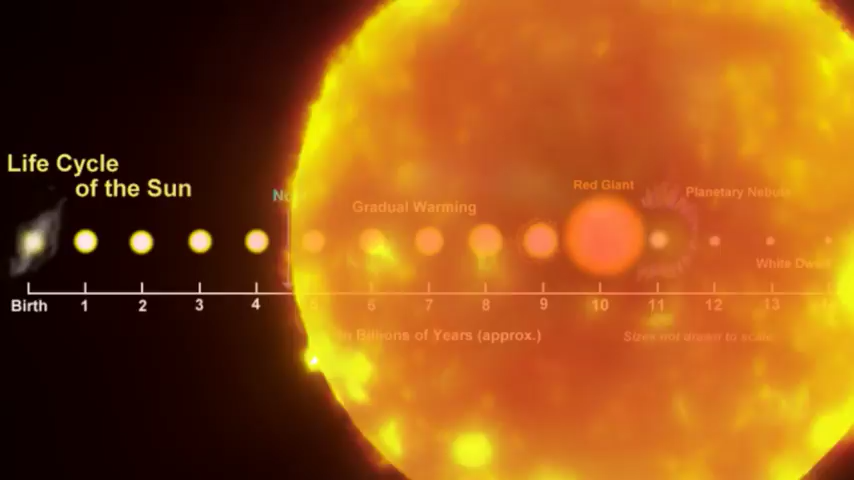 Life Cycle
of the Sun
Red Giant
Planetary Nebula
Gradual Warming
White Dwarf
Birth 1 2 3 4 5 6 7 8 9 10 11 12 13 14
In Billions of Years (approx.)
Sizes not drawn to scale